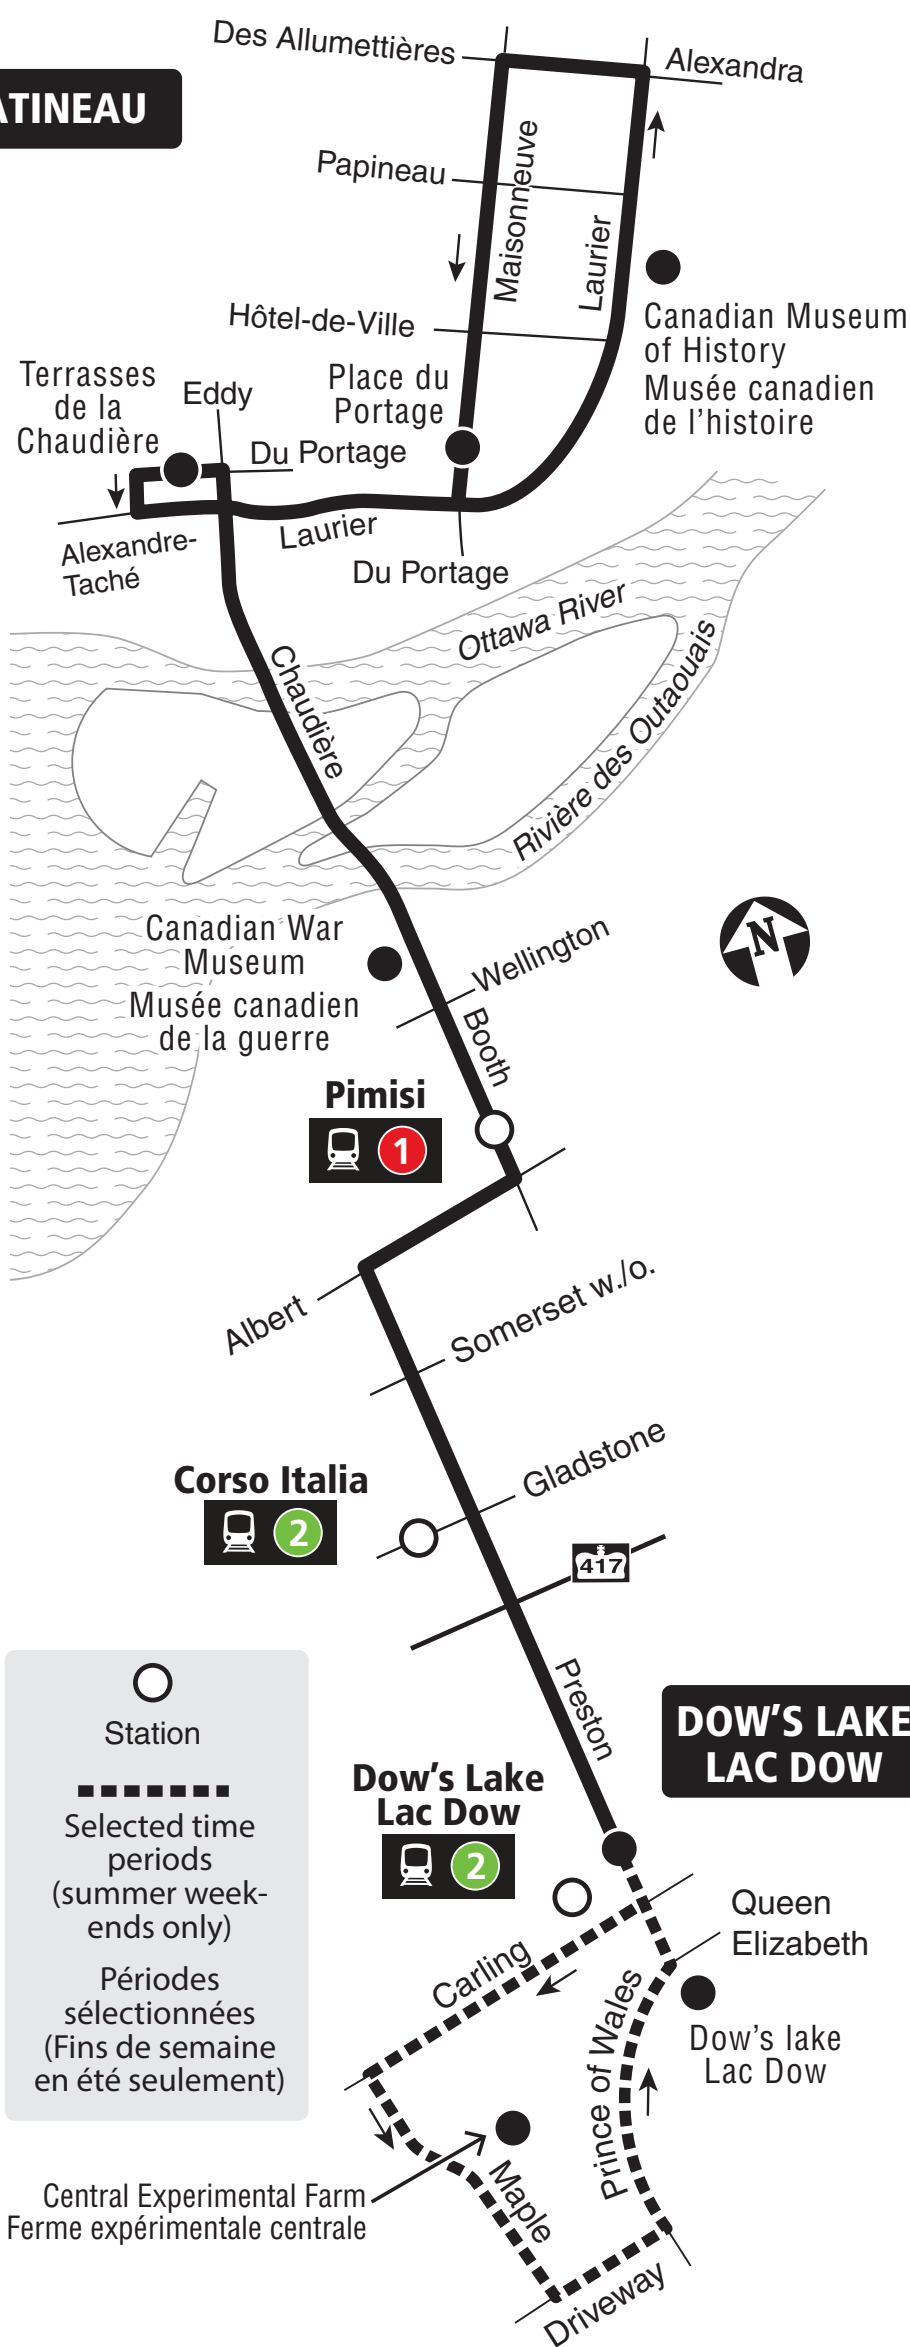 Des Allumettières
Alexandra
ATINEAU
Papineau
Maisonneuve
Laurier
Hôtel-de-Ville
Canadian Museum
of History
Musée canadien
de l'histoire
Terrasses
de la
Chaudière
Eddy
Place du
Portage
Du Portage
Laurier
Alexandre-
Taché
Du Portage
Ottawa River
Rivière des Outaouais
Chaudière
Canadian War
Museum
Musée canadien
de la guerre
N
Wellington
Booth
Pimisi
1
Albert
Somerset w./o.
Gladstone
Corso Italia
2
417
Preston
Station
Selected time
periods
(summer week-
ends only)
Périodes
sélectionnées
(Fins de semaine
en été seulement)
DOW'S LAKE
LAC DOW
Dow's Lake
Lac Dow
2
Queen
Elizabeth
Carling
Prince of Wales
Dow's lake
Lac Dow
Central Experimental Farm
Ferme expérimentale centrale
Maple
Driveway